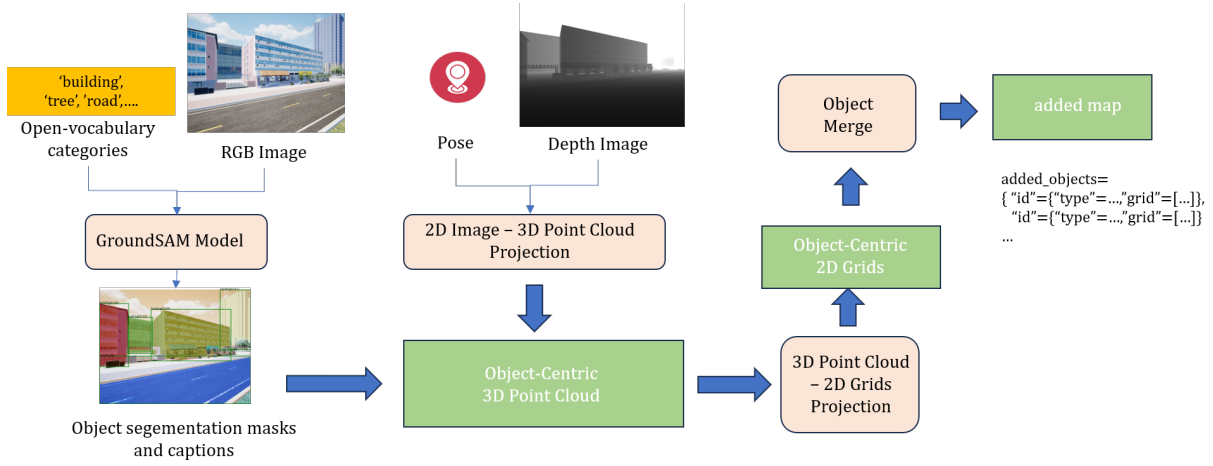 ‘building’,
‘tree’, ’road’,….
Open-vocabulary
categories
RGB Image
GroundSAM Model
Object segementation masks
and captions
Pose
Depth Image
2D Image – 3D Point Cloud
Projection
Object-Centric
3D Point Cloud
3D Point Cloud
– 2D Grids
Projection
Object-Centric
2D Grids
Object
Merge
added map
added_objects=
{ “id”={“type”=…,”grid”=[…]},
“id”={“type”=…,”grid”=[…]}
…